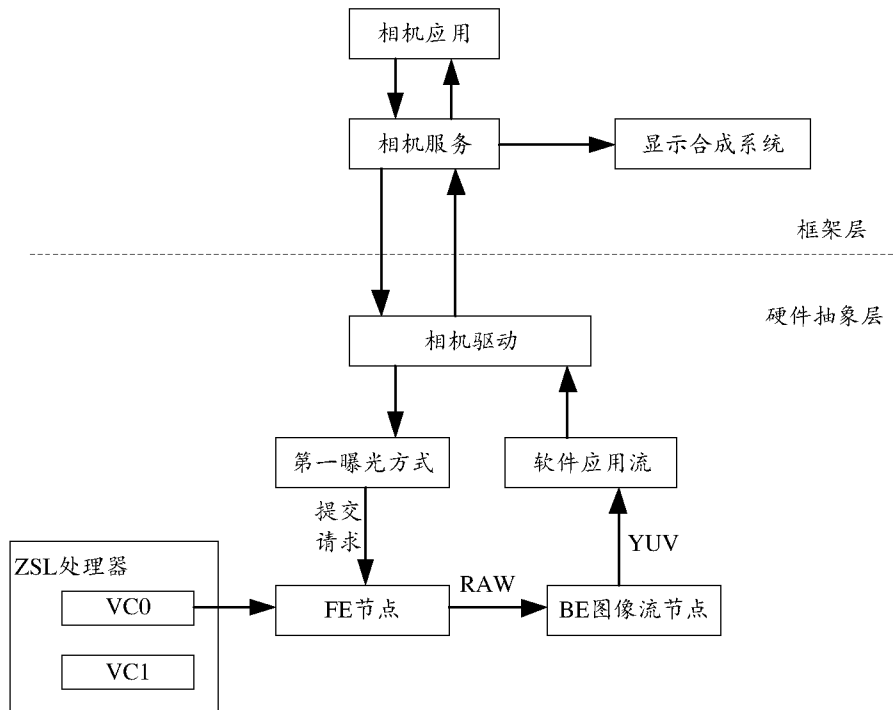 相机应用
相机服务
显示合成系统
框架层
硬件抽象层
相机驱动
第一曝光方式
软件应用流
提交
请求
YUV
ZSL处理器
RAW
VC0
FE节点
BE图像流节点
VC1